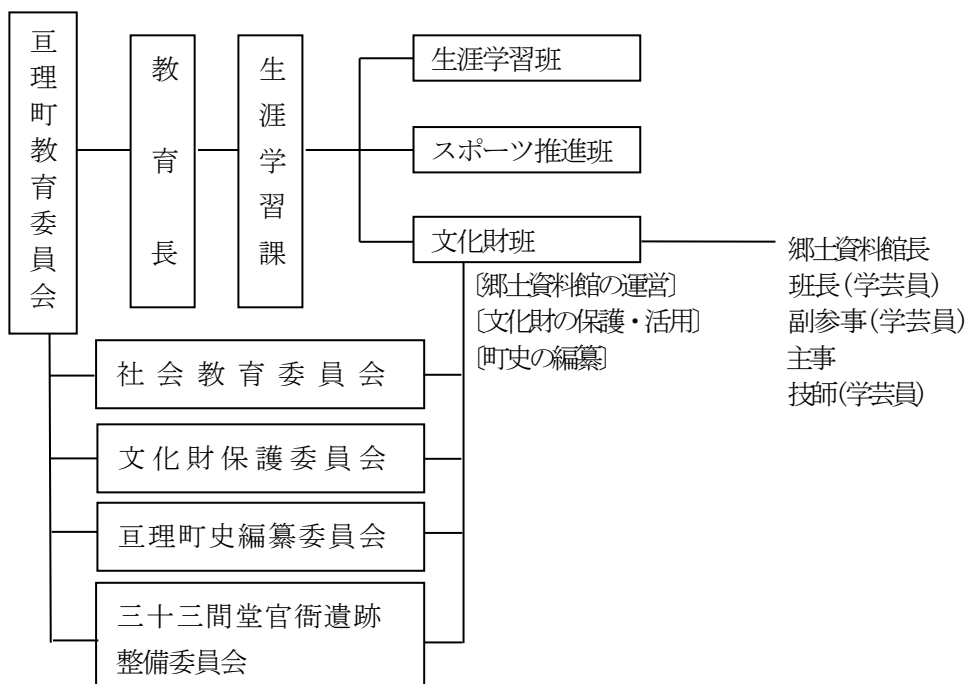 亘理町教育委員会
教育長
生涯学習課
生涯学習班
スポーツ推進班
文化財班
〔郷土資料館の運営〕
〔文化財の保護・活用〕
〔町史の編纂〕
郷土資料館長
班長(学芸員)
副参事(学芸員)
主事
技師(学芸員)
社会教育委員会
文化財保護委員会
亘理町史編纂委員会
三十三間堂官衙遺跡
整備委員会